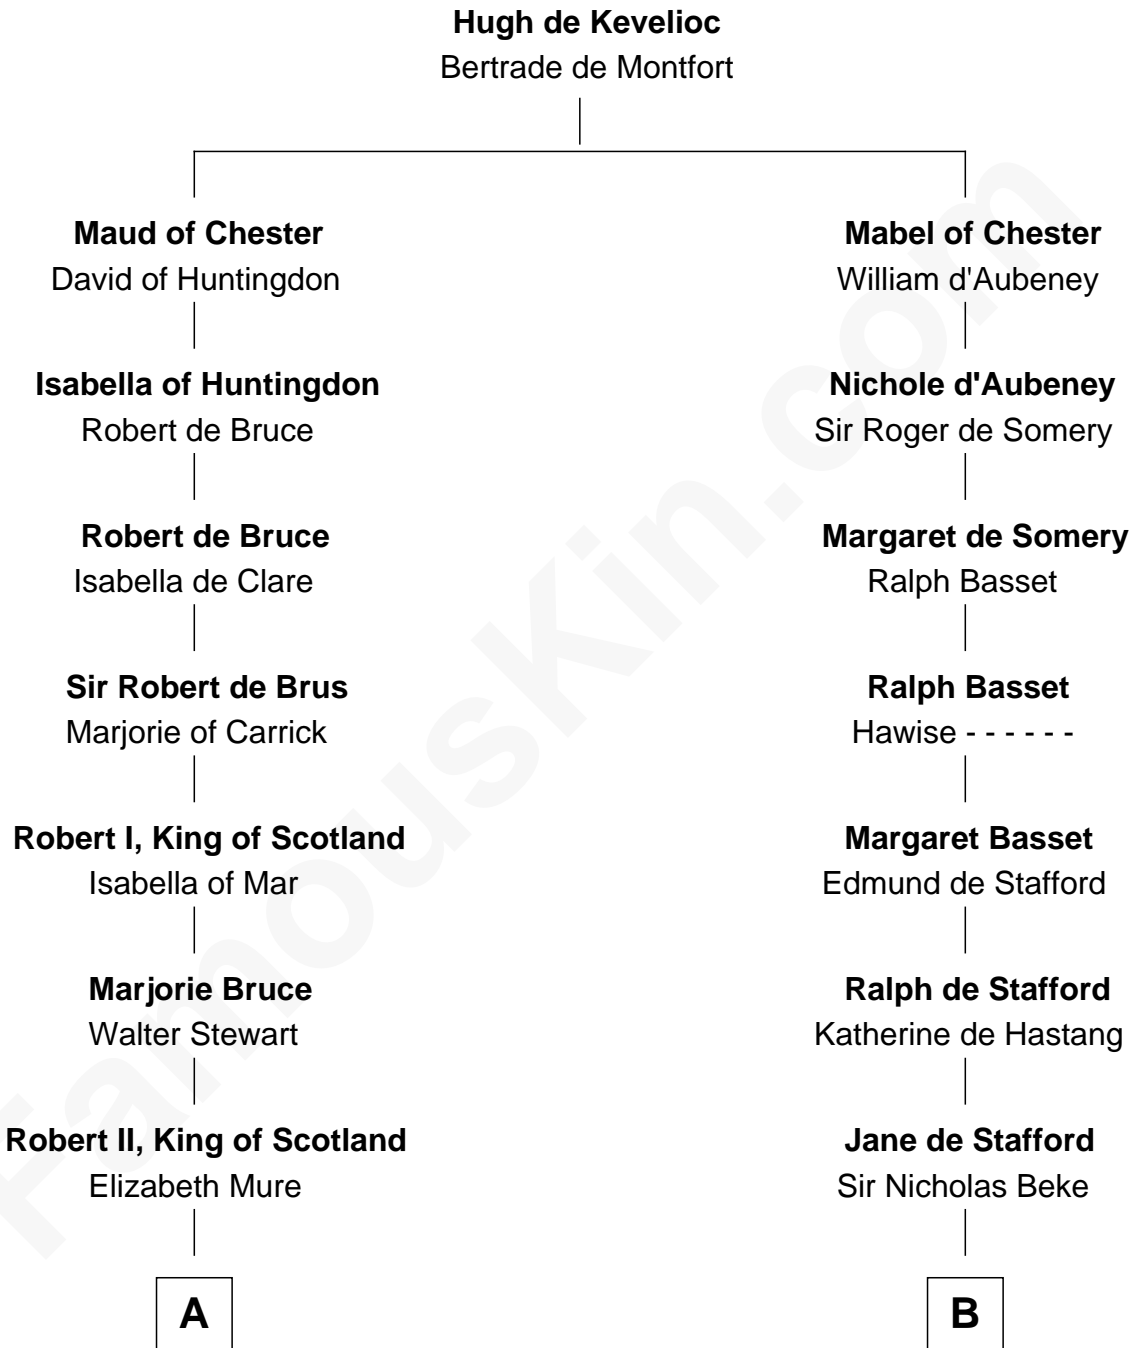 Hugh de Kevelioc
Bertrade de Montfort
Maud of Chester
David of Huntingdon
Isabella of Huntingdon
Robert de Bruce
Robert de Bruce
Isabella de Clare
Sir Robert de Brus
Marjorie of Carrick
Robert I, King of Scotland
Isabella of Mar
Marjorie Bruce
Walter Stewart
Robert II, King of Scotland
Elizabeth Mure
A
Mabel of Chester
William d'Aubeney
Nichole d'Aubeney
Sir Roger de Somery
Margaret de Somery
Ralph Basset
Ralph Basset
Hawise - - - - - -
Margaret Basset
Edmund de Stafford
Ralph de Stafford
Katherine de Hastang
Jane de Stafford
Sir Nicholas Beke
B
FamousKin.com